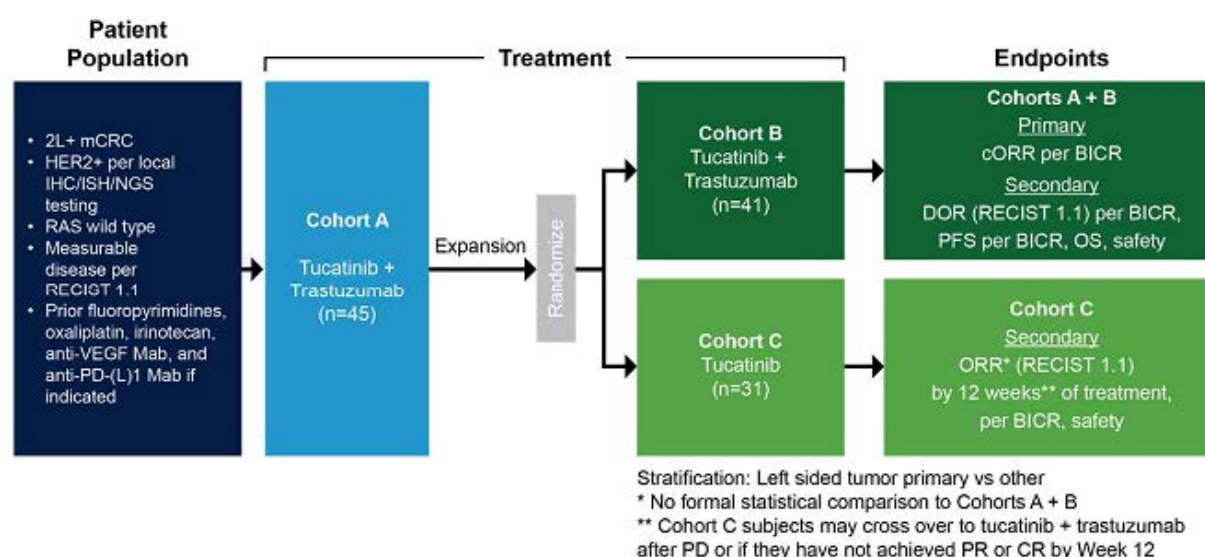 Patient
Population
Treatment
Endpoints
• 2L+ mCRC
• HER2+ per local
IHC/ISH/NGS
testing
• RAS wild type
• Measurable
disease per
RECIST 1.1
• Prior fluoropyrimidines,
oxaliplatin, irinotecan,
anti-VEGF Mab, and
anti-PD-(L)1 Mab if
indicated
Cohort A
Tucatinib +
Trastuzumab
(n=45)
Expansion
Randomize
Cohort B
Tucatinib +
Trastuzumab
(n=41)
Cohort C
Tucatinib
(n=31)
Cohorts A + B
Primary
cORR per BICR
Secondary
DOR (RECIST 1.1) per BICR,
PFS per BICR, OS, safety
Cohort C
Secondary
ORR* (RECIST 1.1)
by 12 weeks** of treatment,
per BICR, safety
Stratification: Left sided tumor primary vs other
* No formal statistical comparison to Cohorts A + B
** Cohort C subjects may cross over to tucatinib + trastuzumab
after PD or if they have not achieved PR or CR by Week 12